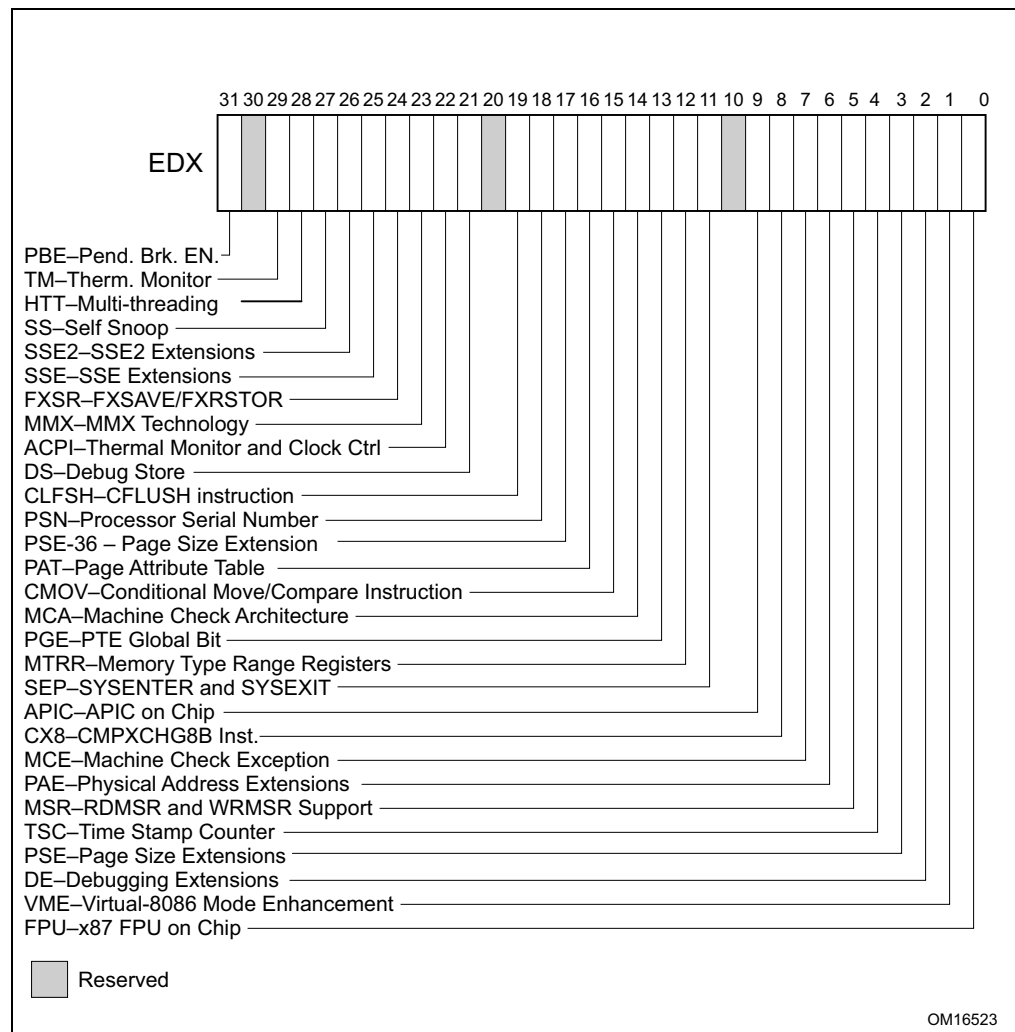 31 30 29 28 27 26 25 24 23 22 21 20 19 18 17 16 15 14 13 12 11 10 9 8 7 6 5 4 3 2 1 0
EDX
PBE–Pend. Brk. EN.
TM–Therm. Monitor
HTT–Multi-threading
SS–Self Snoop
SSE2–SSE2 Extensions
SSE–SSE Extensions
FXSR–FXSAVE/FXRSTOR
MMX–MMX Technology
ACPI–Thermal Monitor and Clock Ctrl
DS–Debug Store
CLFSH–CFLUSH instruction
PSN–Processor Serial Number
PSE-36 – Page Size Extension
PAT–Page Attribute Table
CMOV–Conditional Move/Compare Instruction
MCA–Machine Check Architecture
PGE–PTE Global Bit
MTRR–Memory Type Range Registers
SEP–SYSENTER and SYSEXIT
APIC–APIC on Chip
CX8–CMPXCHG8B Inst.
MCE–Machine Check Exception
PAE–Physical Address Extensions
MSR–RDMSR and WRMSR Support
TSC–Time Stamp Counter
PSE–Page Size Extensions
DE–Debugging Extensions
VME–Virtual-8086 Mode Enhancement
FPU–x87 FPU on Chip
Reserved
OM16523